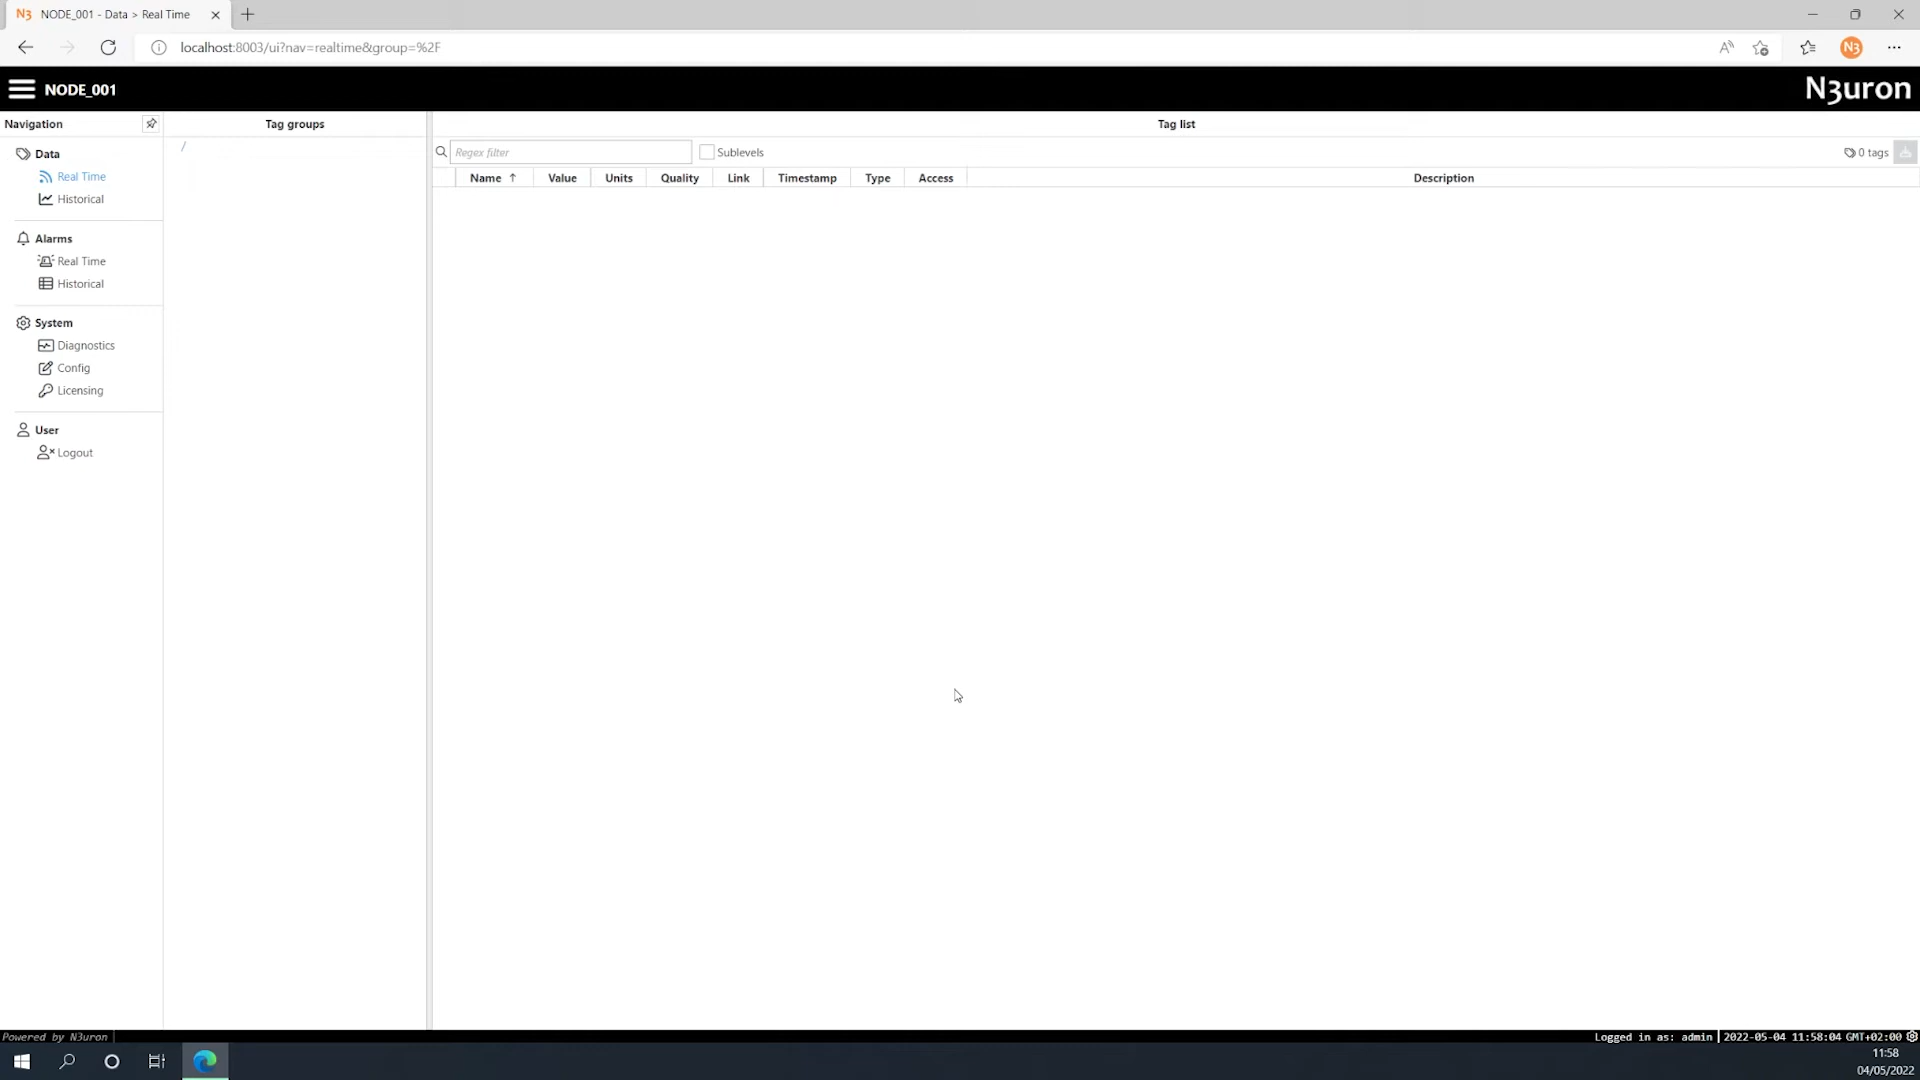 N3 NODE_001 - Data > Real Time
localhost:8003/ui?nav=realtime&group=%2F
N3
NODE_001
N3uron
Navigation
Tag groups
Tag list
Data
Real Time
Historical
Alarms
Real Time
Historical
System
Diagnostics
Config
Licensing
User
Logout
/
Regex filter
Sublevels
0 tags
Name ↑ Value Units Quality Link Timestamp Type Access Description
Powered by N3uron
Logged in as: admin | 2022-05-04 11:58:04 GMT+02:00
11:58
04/05/2022